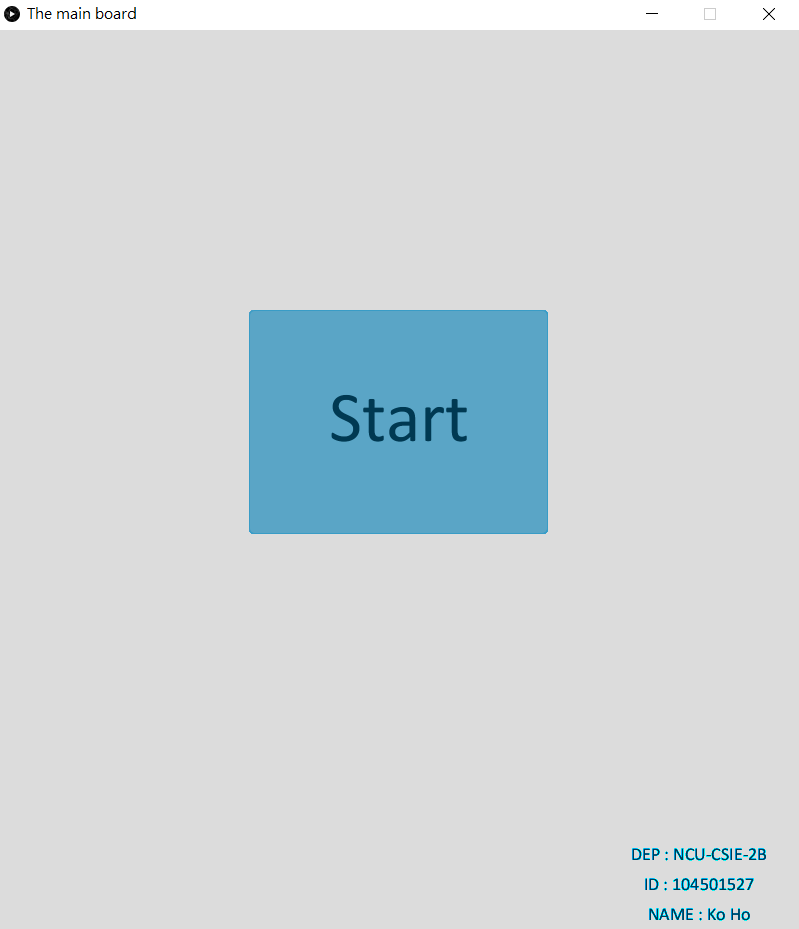 The main board
Start
DEP : NCU-CSIE-2B
ID : 104501527
NAME : Ko Ho